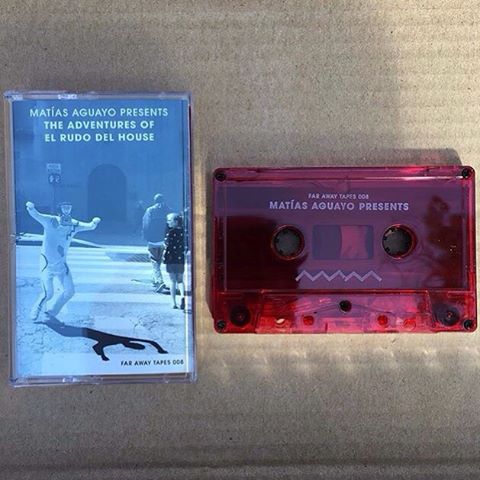 MATÍAS AGUAYO PRESENTS
THE ADVENTURES OF
EL RUDO DEL HOUSE
FAR AWAY TAPES 008
FAR AWAY TAPES 008
MATÍAS AGUAYO PRESENTS